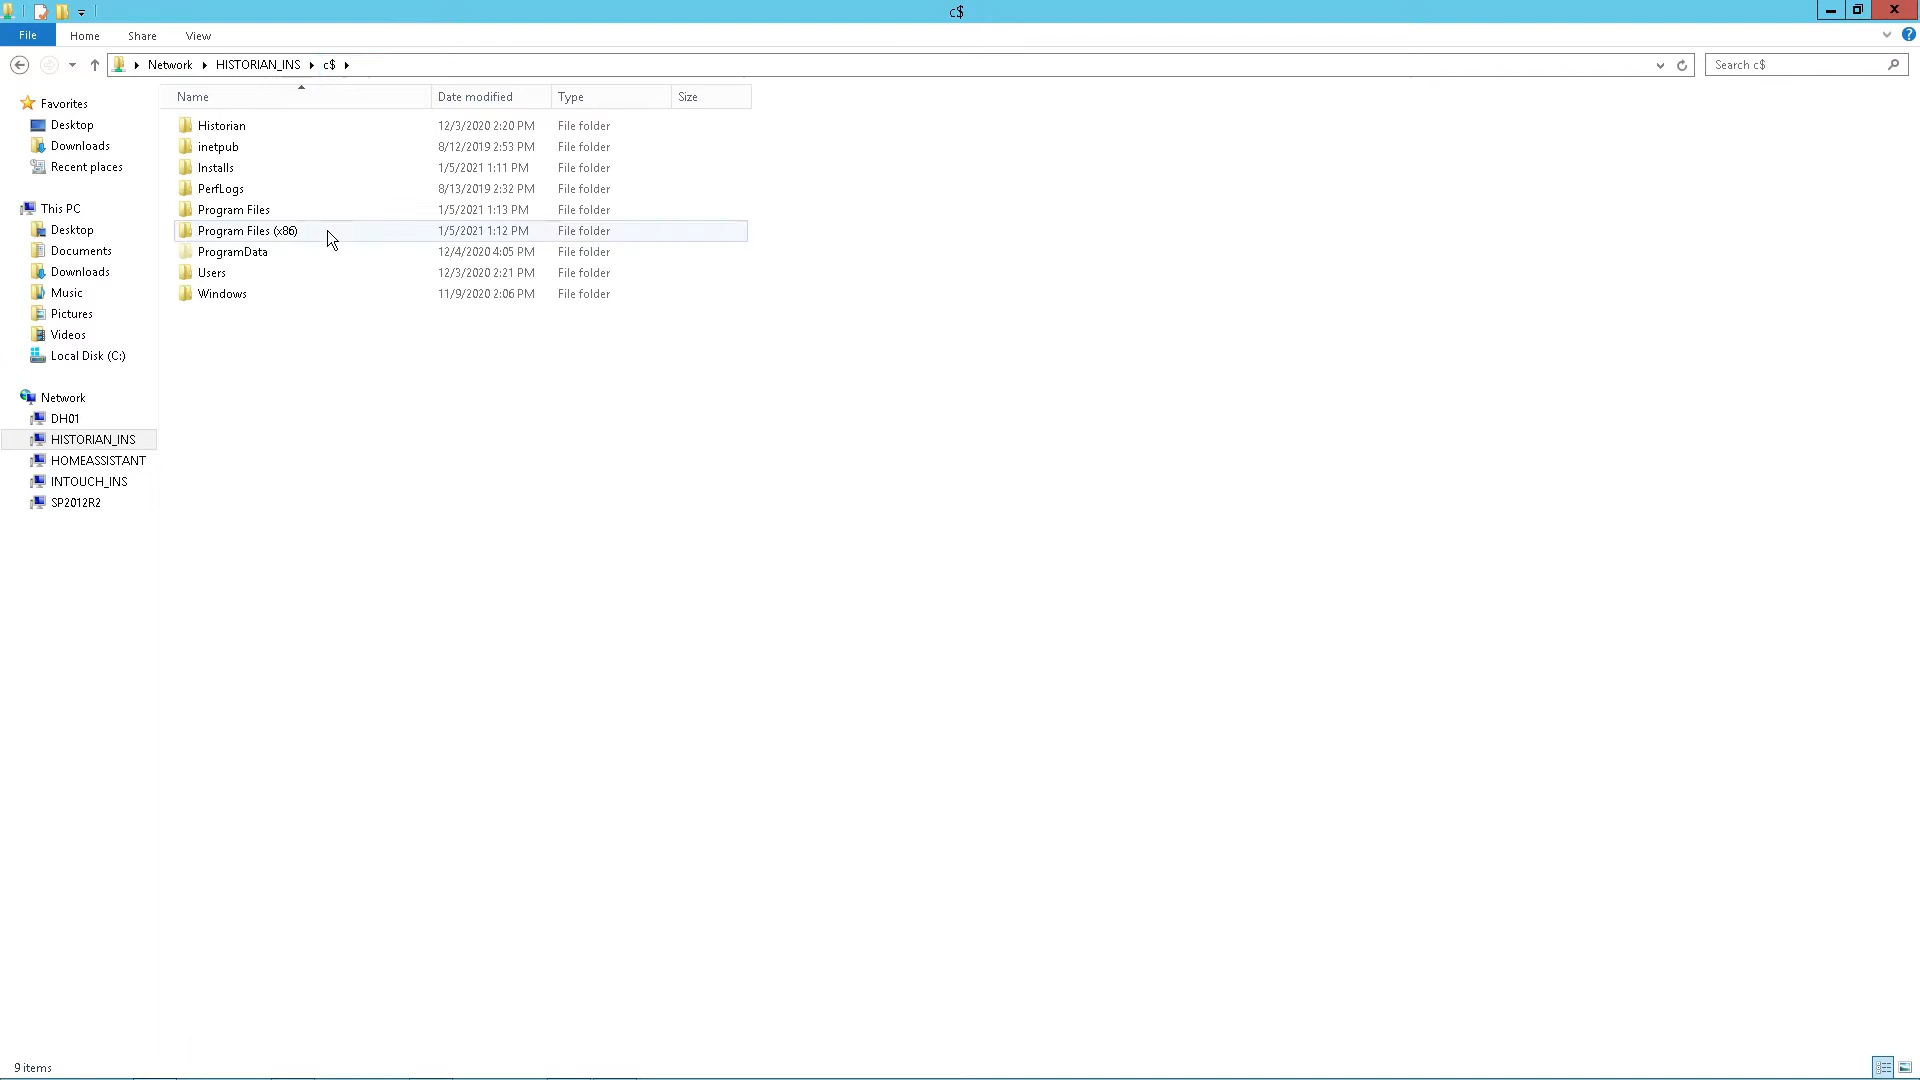 c$
File Home Share View
Network HISTORIAN_INS c$
Search c$
Name Date modified Type Size
Favorites
Desktop
Downloads
Recent places
This PC
Desktop
Documents
Downloads
Music
Pictures
Videos
Local Disk (C:)
Network
DH01
HISTORIAN_INS
HOMEASSISTANT
INTOUCH_INS
SP2012R2
Historian 12/3/2020 2:20 PM File folder
inetpub 8/12/2019 2:53 PM File folder
Installs 1/5/2021 1:11 PM File folder
PerfLogs 8/13/2019 2:32 PM File folder
Program Files 1/5/2021 1:13 PM File folder
Program Files (x86) 1/5/2021 1:12 PM File folder
ProgramData 12/4/2020 4:05 PM File folder
Users 12/3/2020 2:21 PM File folder
Windows 11/9/2020 2:06 PM File folder
9 items